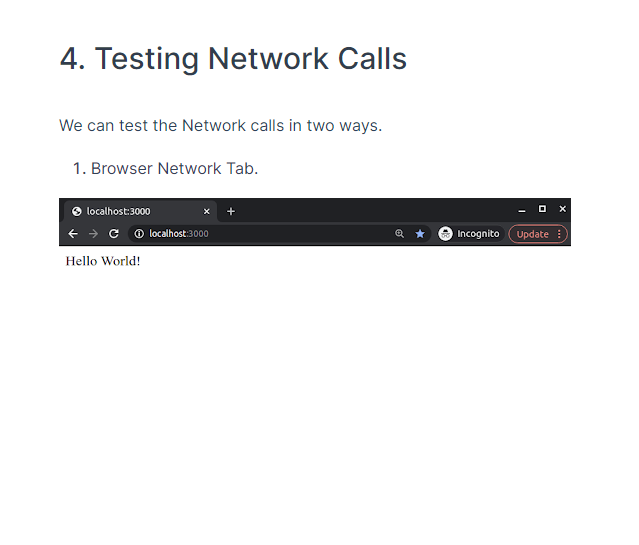 4. Testing Network Calls
We can test the Network calls in two ways.
1. Browser Network Tab.
localhost:3000
localhost:3000 Incognito Update
Hello World!